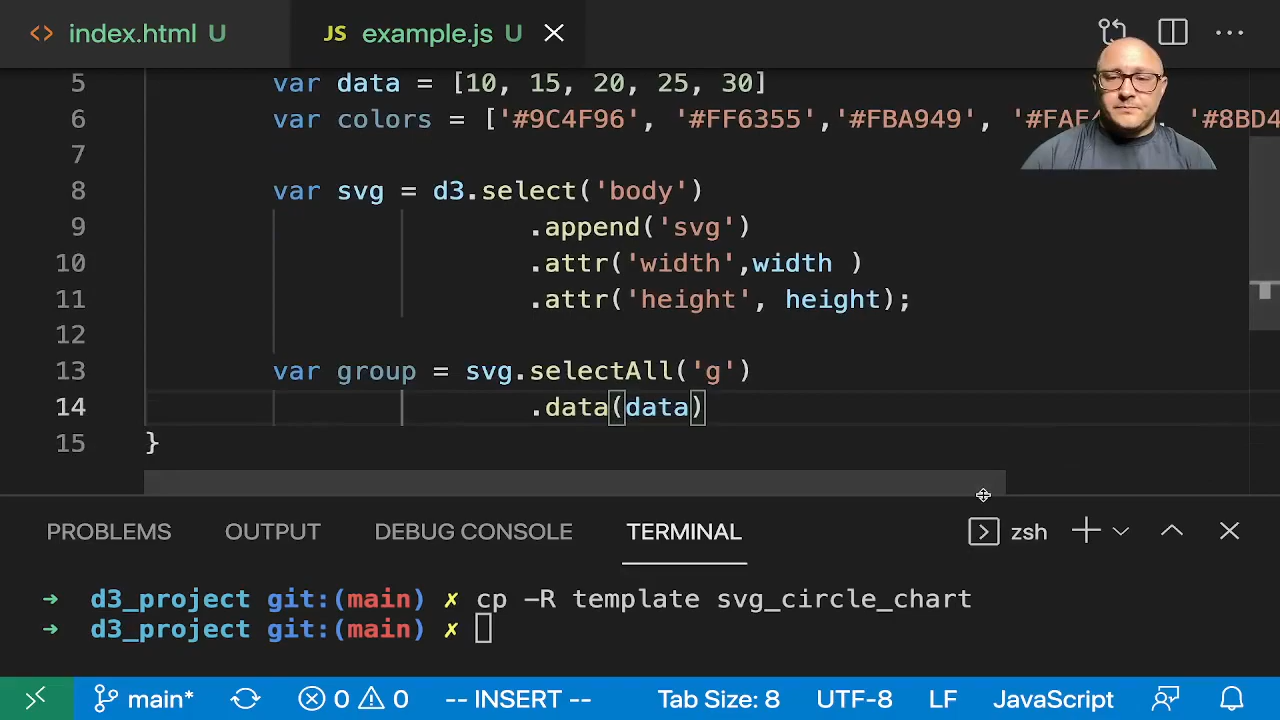 index.html U
JS example.js U
5 var data = [10, 15, 20, 25, 30]
6 var colors = ['#9C4F96', '#FF6355','#FBA949', '#FAE '#8BD4
7
8 var svg = d3.select('body')
9 .append('svg')
10 .attr('width',width )
11 .attr('height', height);
12
13 var group = svg.selectAll('g')
14 .data(data)
15 }
PROBLEMS OUTPUT DEBUG CONSOLE TERMINAL zsh
→ d3_project git:(main) ✗ cp -R template svg_circle_chart
→ d3_project git:(main) ✗
main* 0 0 -- INSERT -- Tab Size: 8 UTF-8 LF JavaScript